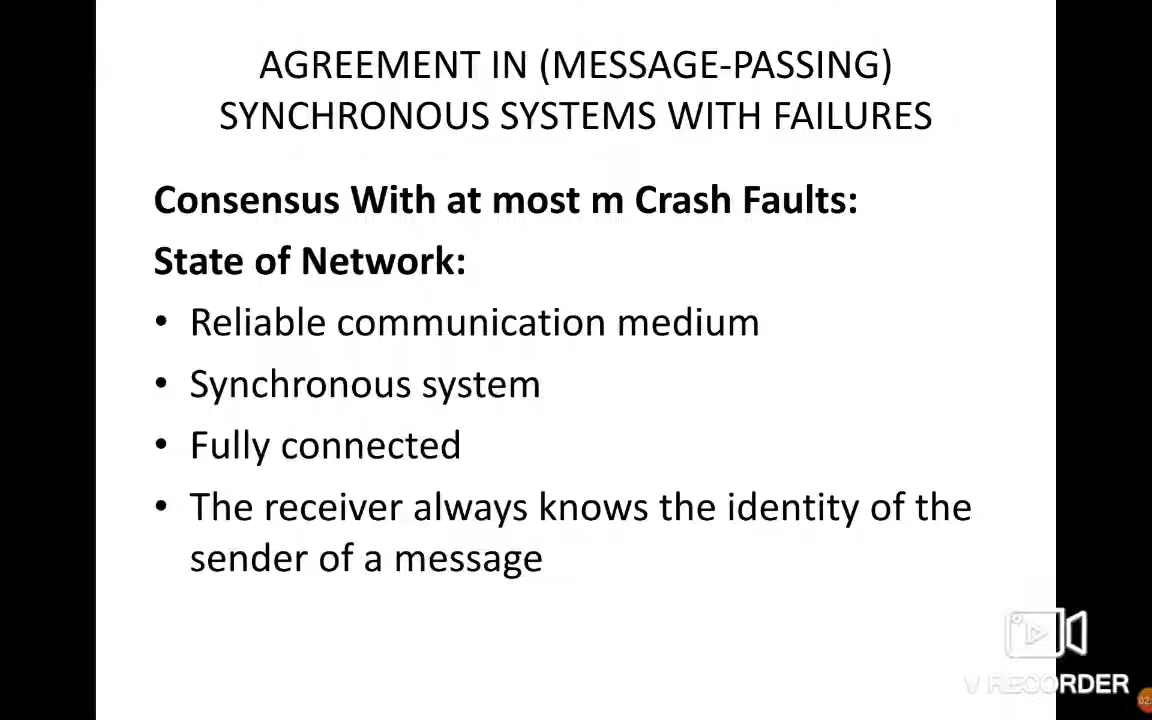 AGREEMENT IN (MESSAGE-PASSING)
SYNCHRONOUS SYSTEMS WITH FAILURES
Consensus With at most m Crash Faults:
State of Network:
• Reliable communication medium
• Synchronous system
• Fully connected
• The receiver always knows the identity of the
sender of a message
V RECORDER